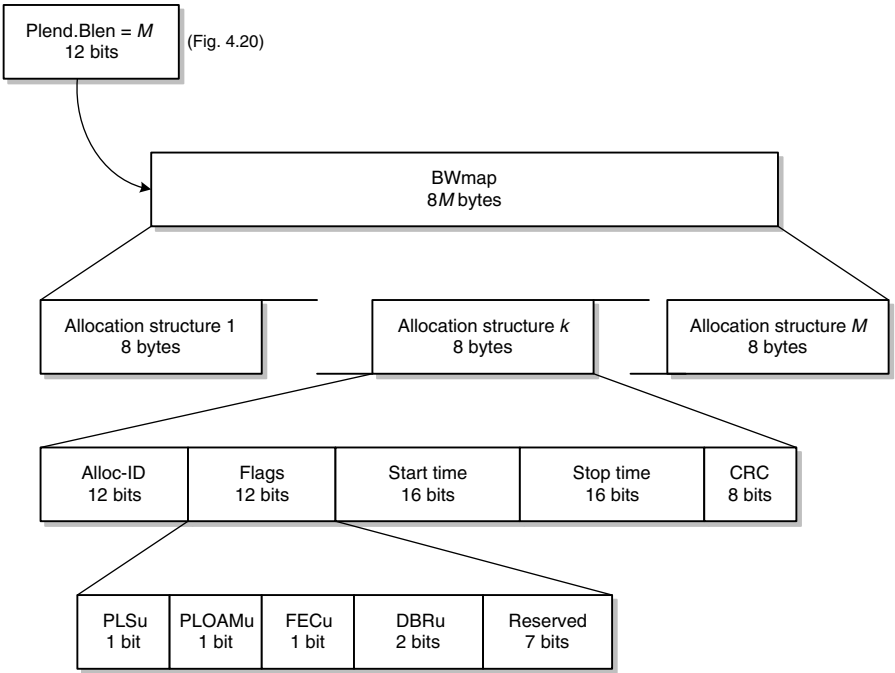 Plend.Blen = M
12 bits
(Fig. 4.20)
BWmap
8M bytes
Allocation structure 1
8 bytes
Allocation structure k
8 bytes
Allocation structure M
8 bytes
Alloc-ID
12 bits
Flags
12 bits
Start time
16 bits
Stop time
16 bits
CRC
8 bits
PLSu
1 bit
PLOAMu
1 bit
FECu
1 bit
DBRu
2 bits
Reserved
7 bits